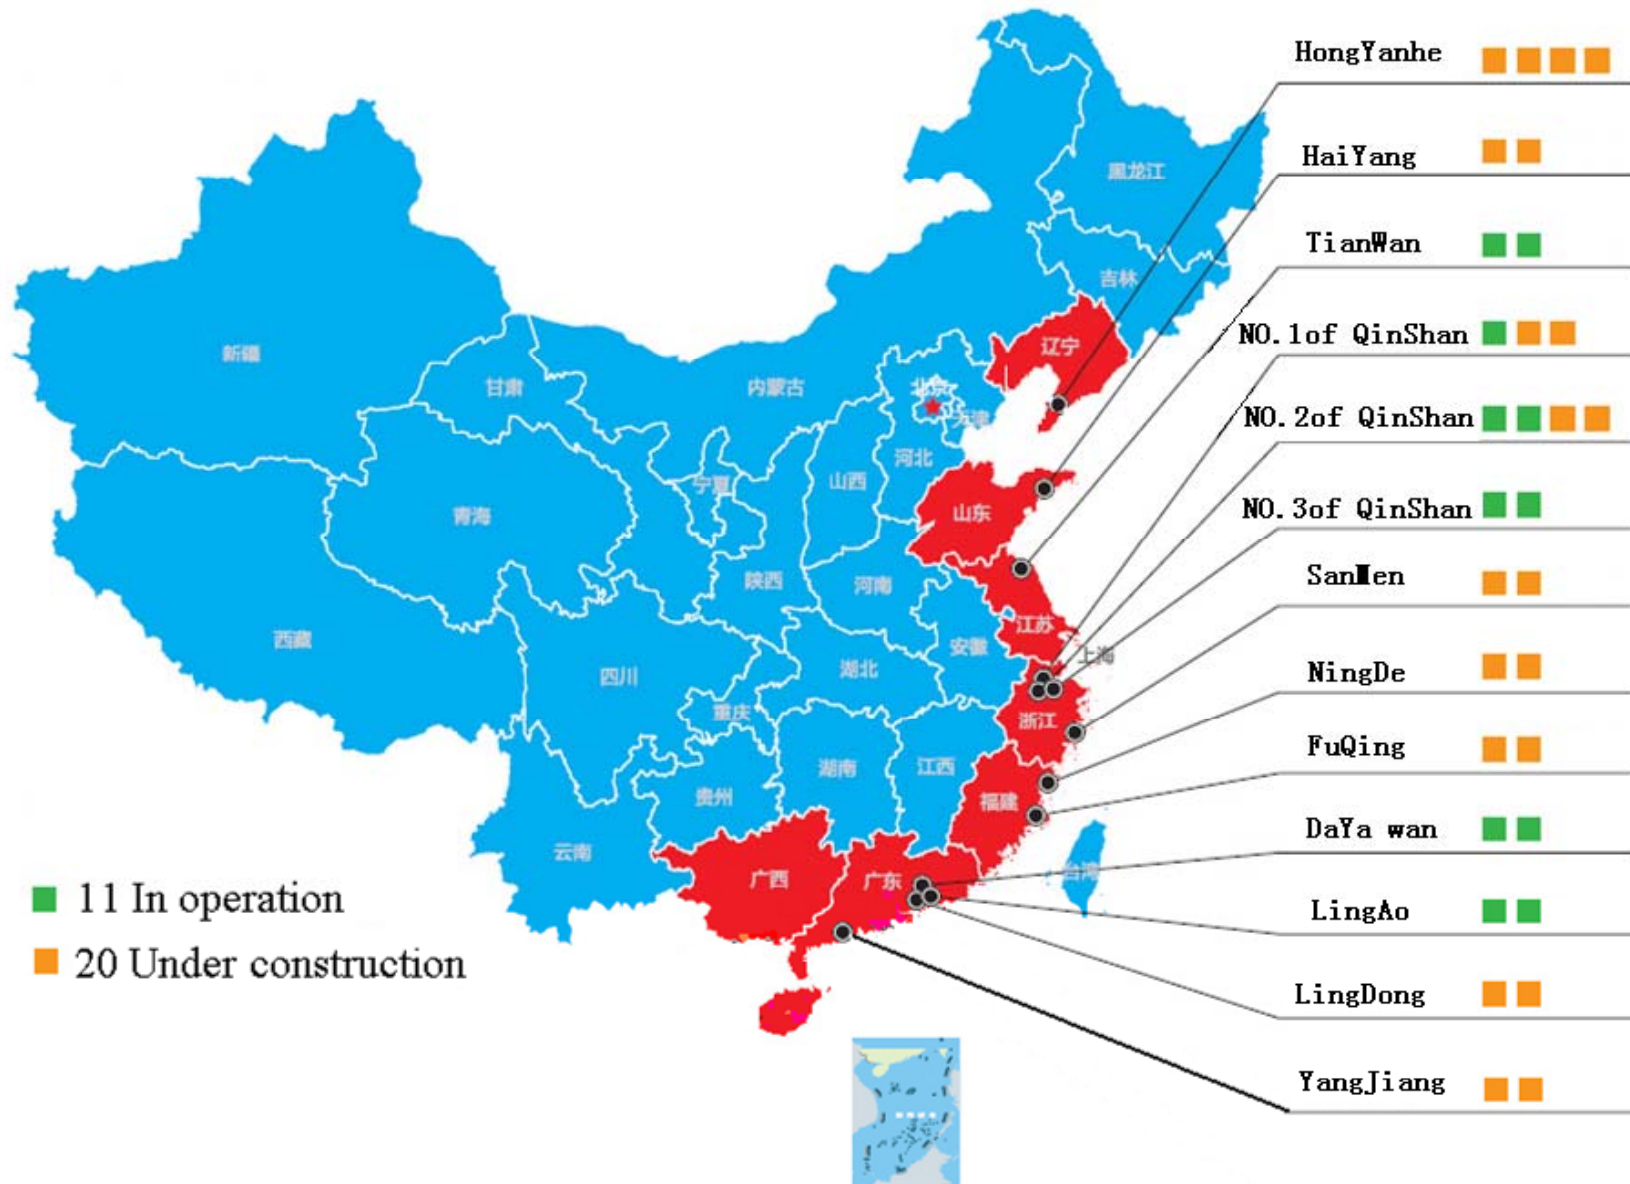 HongYanhe
HaiYang
TianWan
NO.1of QinShan
NO.2of QinShan
NO.3of QinShan
SanMen
NingDe
FuQing
DaYa wan
LingAo
LingDong
YangJiang
黑龙江
吉林
辽宁
新疆
甘肃
内蒙古
北京
天津
河北
山西
宁夏
青海
山东
陕西
河南
江苏
西藏
安徽
上海
四川
湖北
重庆
浙江
湖南
江西
贵州
福建
云南
广西
广东
台湾
11 In operation
20 Under construction